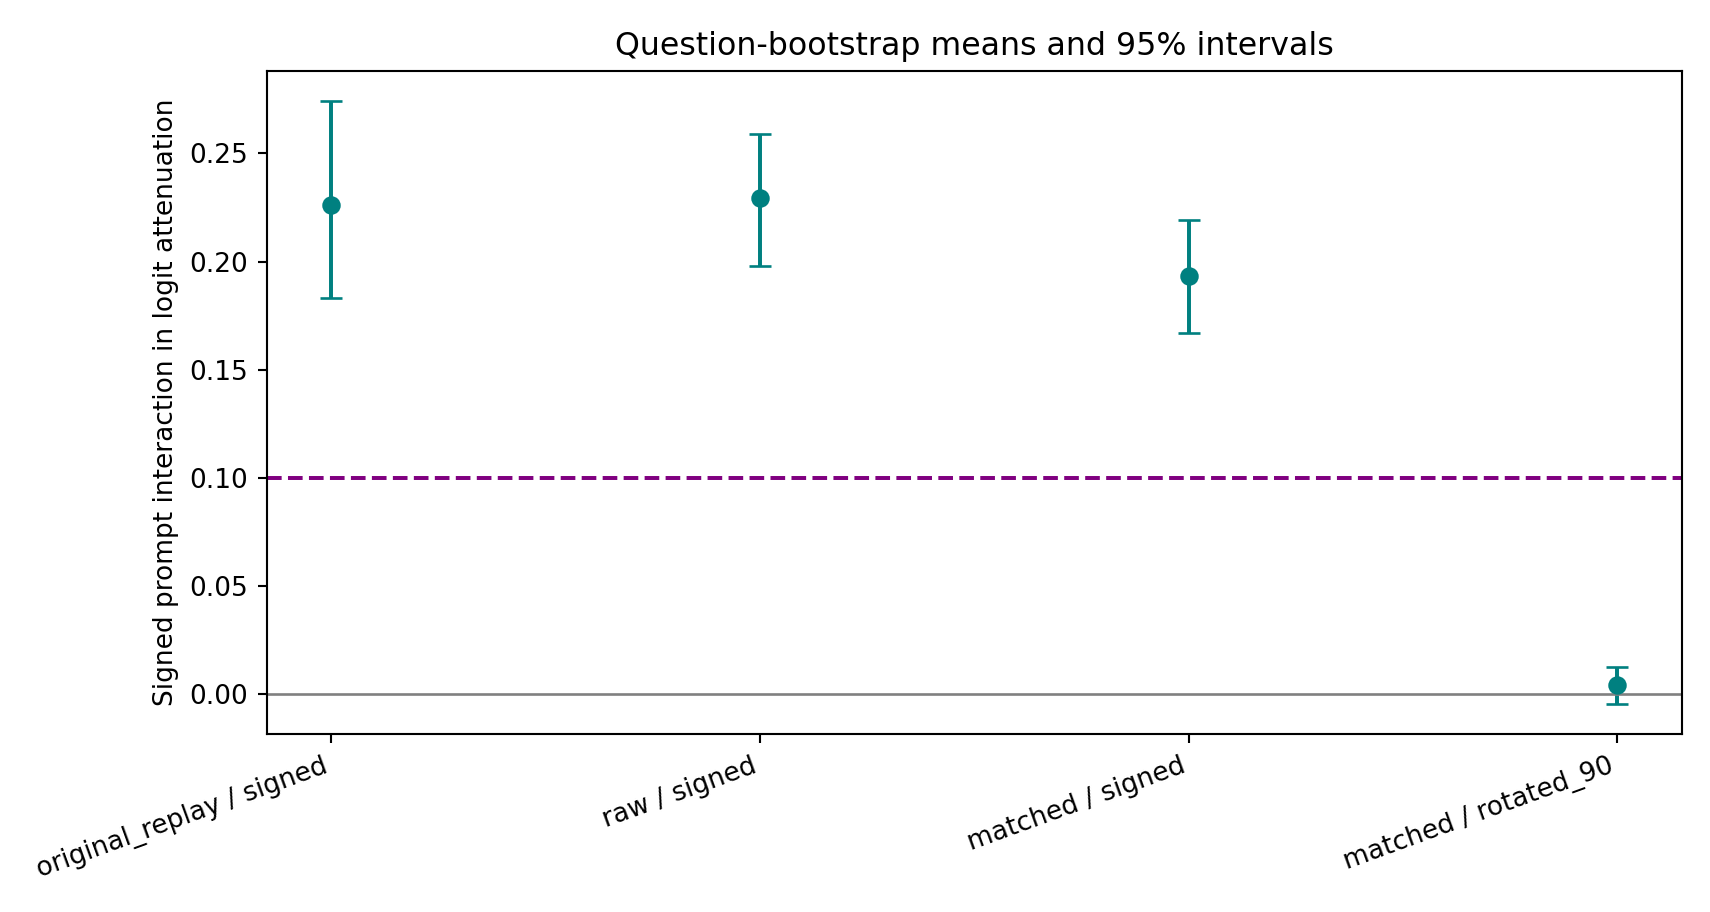 Question-bootstrap means and 95% intervals
Signed prompt interaction in logit attenuation
0.25
0.20
0.15
0.10
0.05
0.00
original_replay / signed
raw / signed
matched / signed
matched / rotated_90